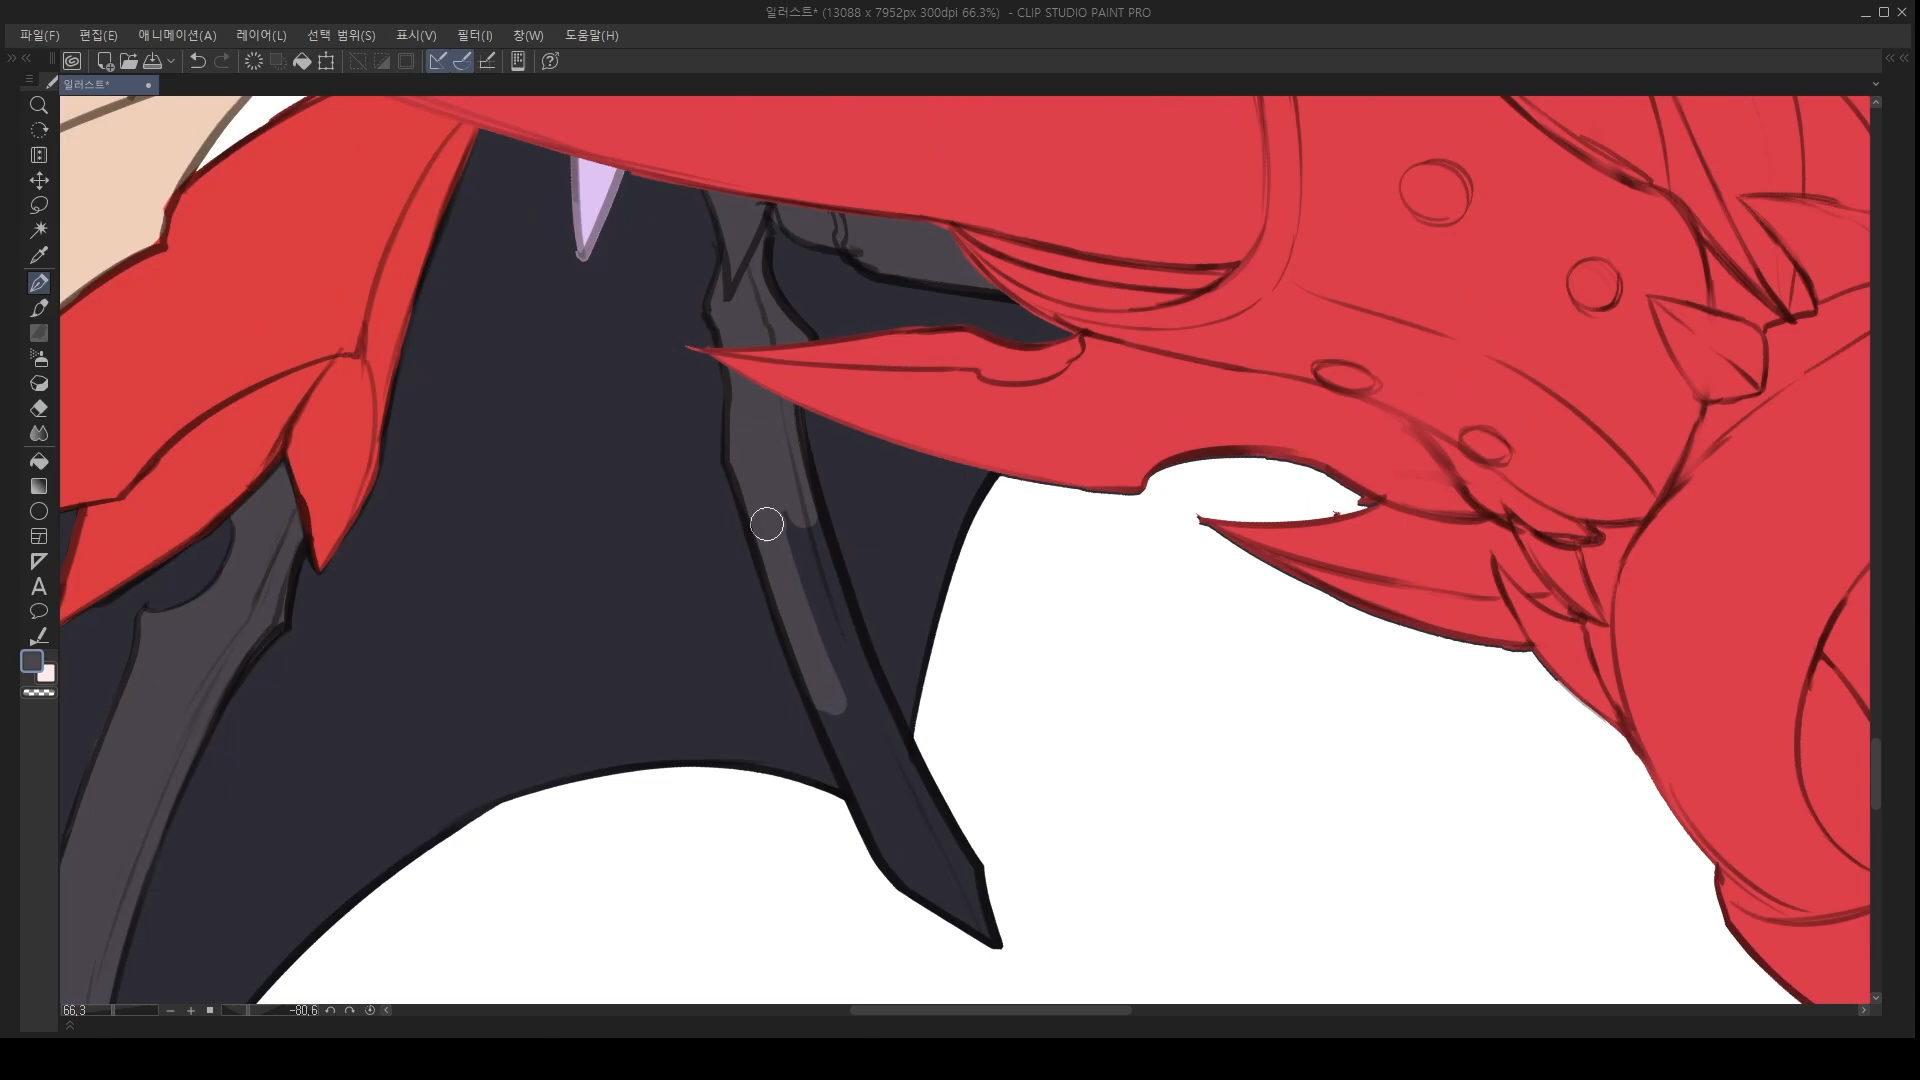 일러스트* (13088 x 7952px 300dpi 66.3%) - CLIP STUDIO PAINT PRO
파일(F) 편집(E) 애니메이션(A) 레이어(L) 선택 범위(S) 표시(V) 필터(I) 창(W) 도움말(H)
일러스트*
A
66.3
-80.6